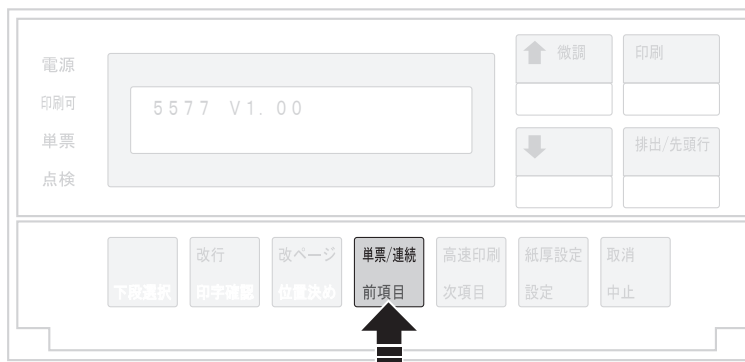 電源
印刷可
単票
点検
5577 V1.00
微調
印刷
排出/先頭行
下段選択
改行
印字確認
改ページ
位置決め
単票/連続
前項目
高速印刷
次項目
紙厚設定
設定
取消
中止